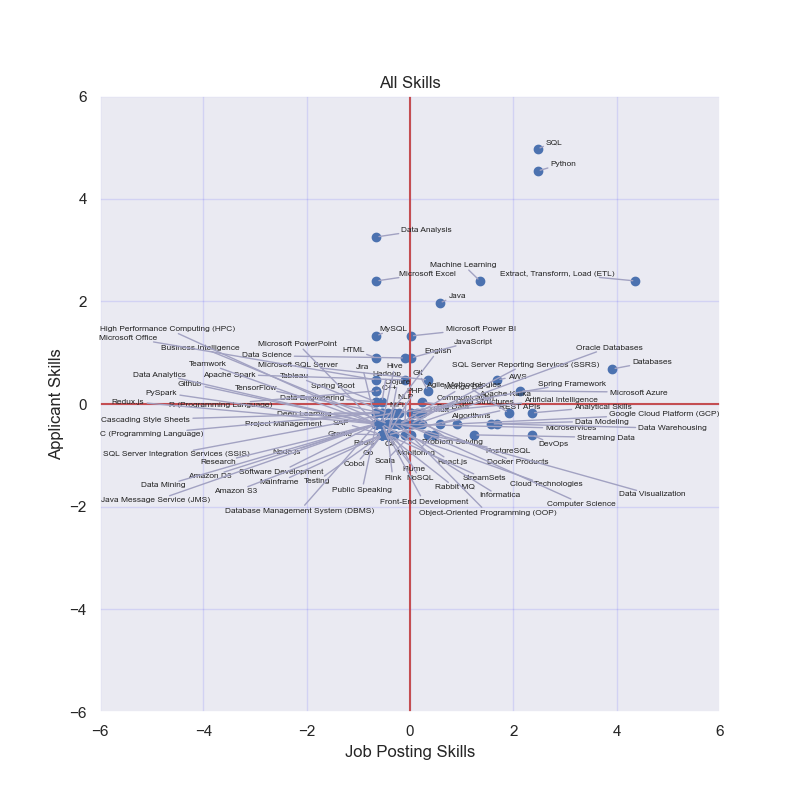 All Skills
6
SQL
Python
4
Data Analysis
Machine Learning
Microsoft Excel
Extract, Transform, Load (ETL)
Java
2
High Performance Computing (HPC)
MySQL
Microsoft Power BI
Microsoft Office
Microsoft PowerPoint
JavaScript
Business Intelligence
HTML
English
Oracle Databases
Data Science
Teamwork
Microsoft SQL Server
Jira
Hive
SQL Server Reporting Services (SSRS)
Databases
Data Analytics
Apache Spark
Tableau
Hadoop
Git
AWS
Github
TensorFlow
Spring Boot
C++
Agile Methodologies
Spring Framework
PySpark
Data Engineering
NLP
PHP
Apache Kafka
Microsoft Azure
Redux.js
R (Programming Language)
Artificial Intelligence
0
REST APIs
Analytical Skills
Deep Learning
Algorithms
Google Cloud Platform (GCP)
Cascading Style Sheets
Project Management
SAP
Data Modeling
C (Programming Language)
Microservices
Data Warehousing
Problem Solving
DevOps
Streaming Data
SQL Server Integration Services (SSIS)
Node.js
Go
Monitoring
PostgreSQL
Research
Cobol
Scala
React.js
Docker Products
Amazon
Software Development
Flume
Data Mining
Mainframe
Testing
Flink
NoSQL
StreamSets
Cloud Technologies
Amazon S3
Public Speaking
Rabbit MQ
Informatica
Data Visualization
Java Message Service (JMS)
Front-End Development
Computer Science
Database Management System (DBMS)
Object-Oriented Programming (OOP)
−2
−4
−6
−6
−4
−2
0
2
4
6
Job Posting Skills
Applicant Skills